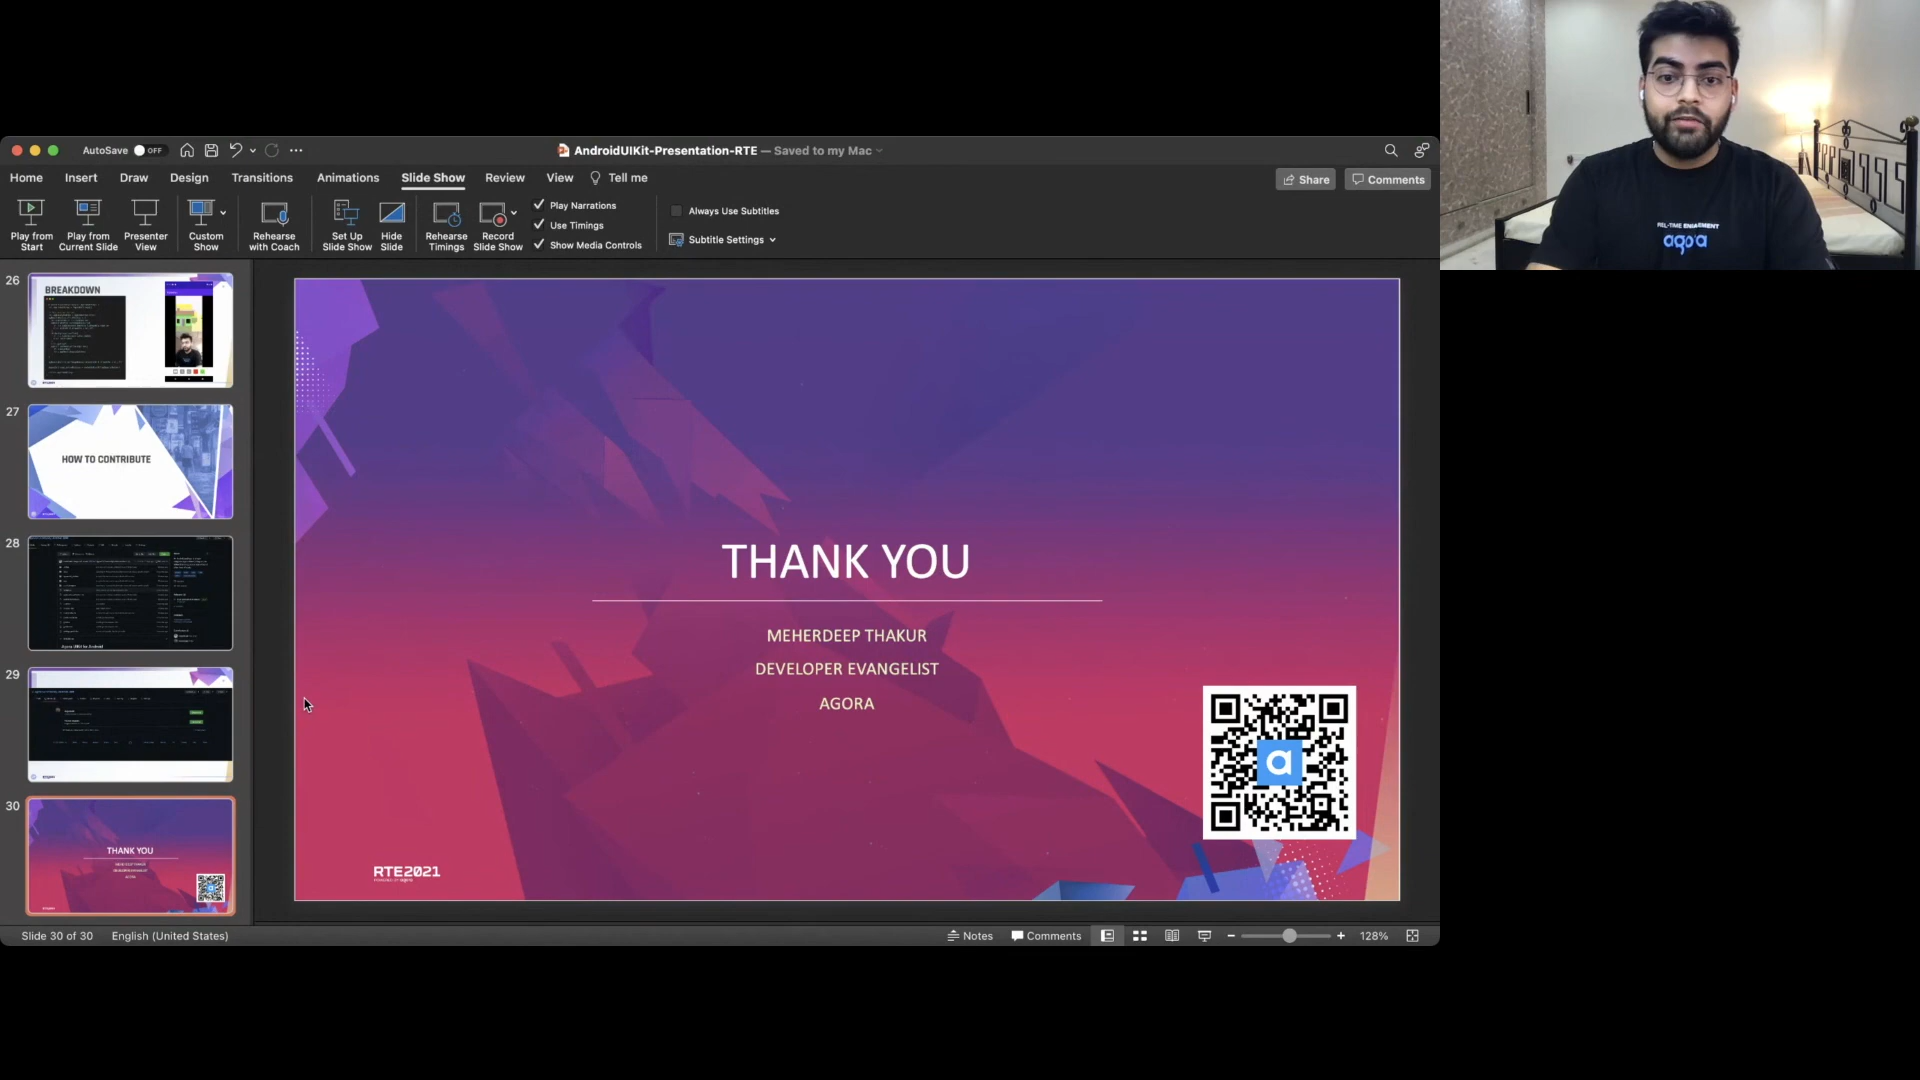 AutoSave OFF
AndroidUIKit-Presentation-RTE — Saved to my Mac
Home Insert Draw Design Transitions Animations Slide Show Review View Tell me
Share Comments
Play from Start
Play from Current Slide
Presenter View
Custom Show
Rehearse with Coach
Set Up Slide Show
Hide Slide
Rehearse Timings
Record Slide Show
Play Narrations
Use Timings
Show Media Controls
Always Use Subtitles
Subtitle Settings
26
BREAKDOWN
27
HOW TO CONTRIBUTE
28
Agora UIKit for Android
29
30
THANK YOU
THANK YOU
MEHERDEEP THAKUR
DEVELOPER EVANGELIST
AGORA
a
RTE2021
Slide 30 of 30 English (United States)
Notes Comments 128%
agora